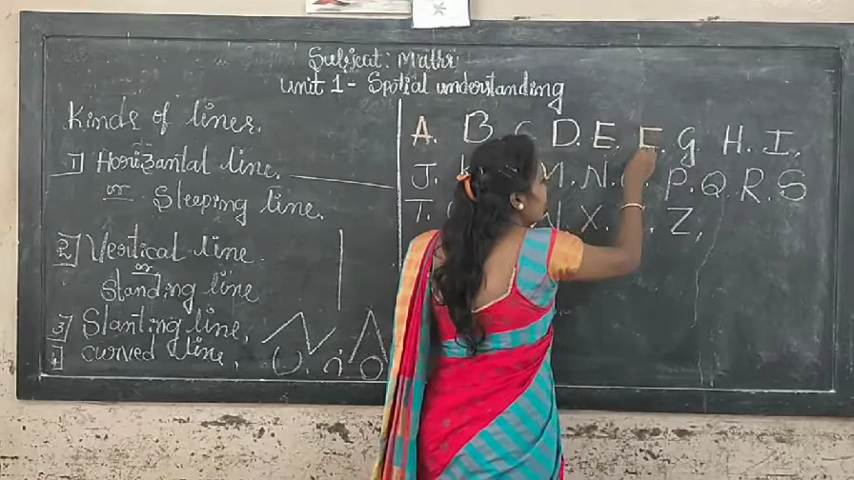 Subject: Maths
Unit 1 - Spatial understanding
Kinds of lines.
1) Horizontal line.
or Sleeping line.
2) Vertical line.
or
Standing line.
3) Slanting line.
4) curved line.
A. B. C D. E. F G. H. I.
J. M. N. O. P. Q. R. S
T. X. Z,